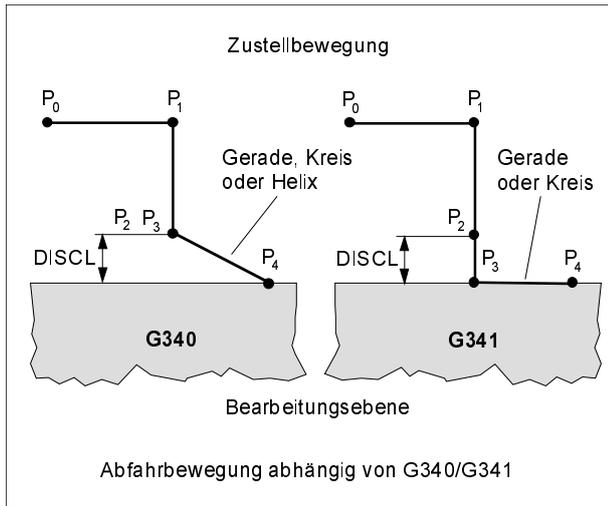 Zustellbewegung
P0 P1 P0 P1
Gerade, Kreis
oder Helix
Gerade
oder Kreis
P2 P3 P2
DISCL P4 DISCL P3 P4
G340 G341
Bearbeitungsebene
Abfahrbewegung abhängig von G340/G341